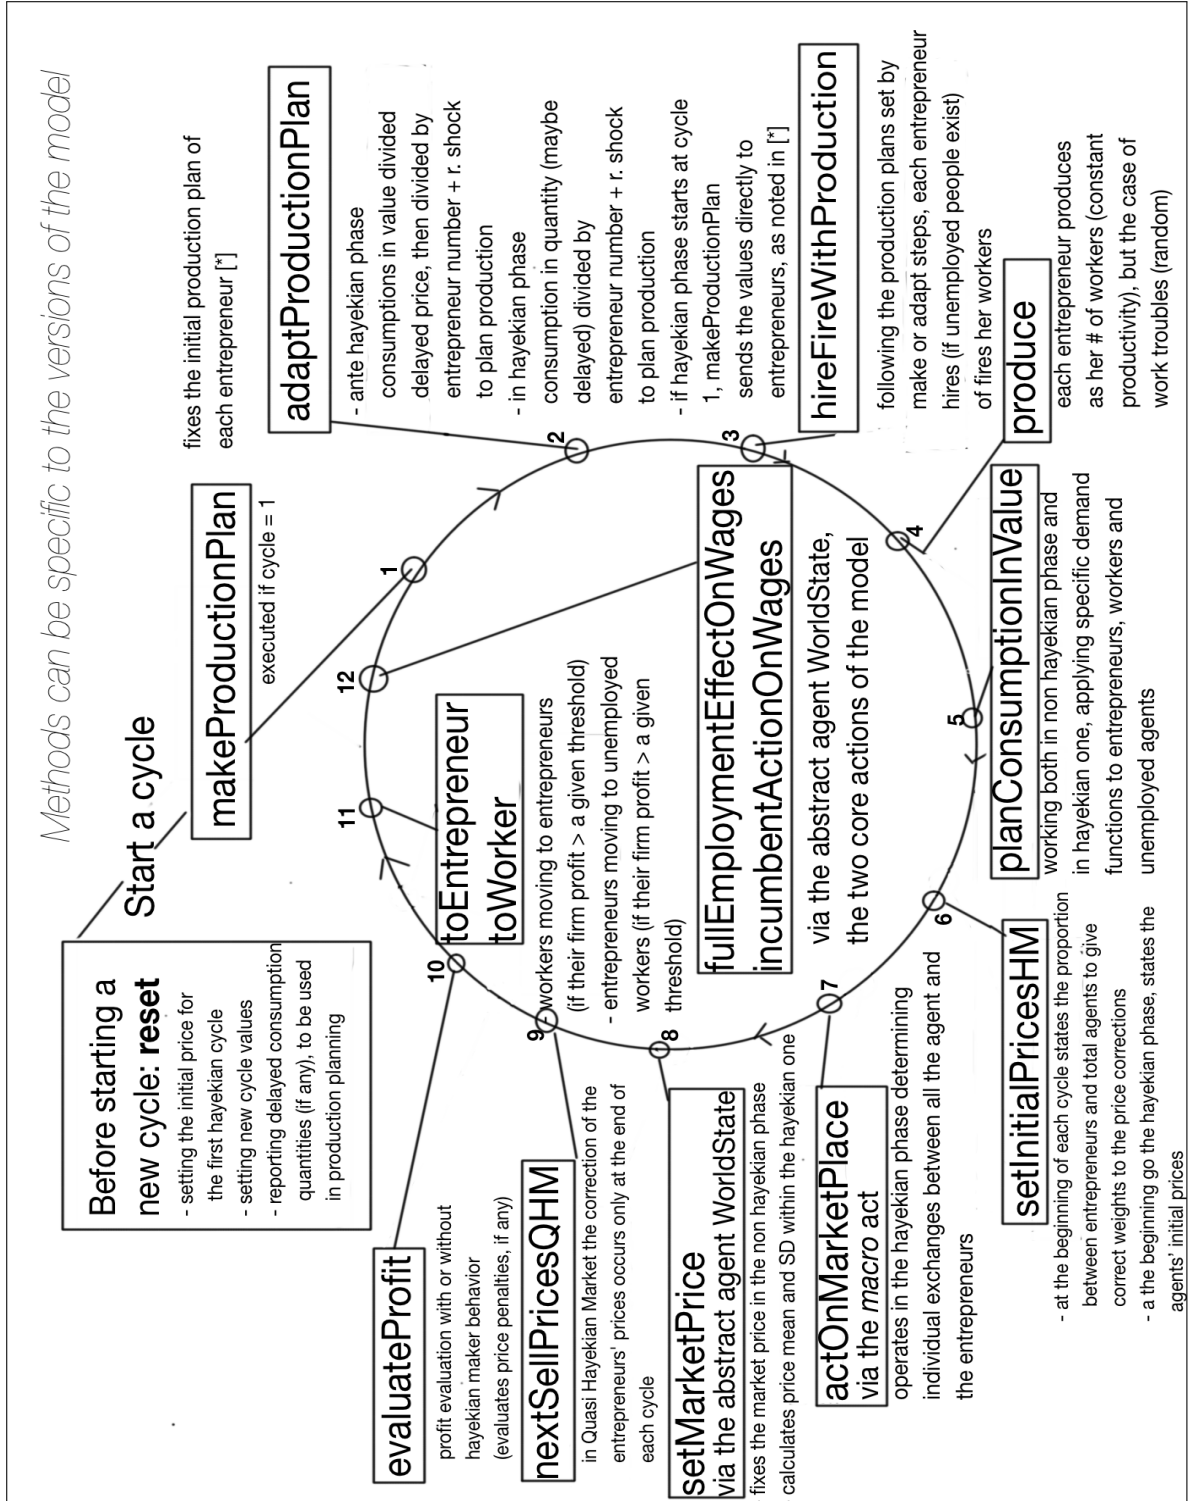 Methods can be specific to the versions of the model
Before starting a
new cycle: reset
- setting the initial price for
the first hayekian cycle
- setting new cycle values
- reporting delayed consumption
quantities (if any), to be used
in production planning
Start a cycle
makeProductionPlan
executed if cycle = 1
fixes the initial production plan of
each entrepreneur [*]
1
adaptProductionPlan
- ante hayekian phase
consumptions in value divided
delayed price, then divided by
entrepreneur number + r. shock
to plan production
- in hayekian phase
consumption in quantity (maybe
delayed) divided by
entrepreneur number + r. shock
to plan production
- if hayekian phase starts at cycle
1, makeProductionPlan
sends the values directly to
entrepreneurs, as noted in [*]
2
hireFireWithProduction
following the production plans set by
make or adapt steps, each entrepreneur
hires (if unemployed people exist)
of fires her workers
3
produce
each entrepreneur produces
as her # of workers (constant
productivity), but the case of
work troubles (random)
4
planConsumptionInValue
working both in non hayekian phase and
in hayekian one, applying specific demand
functions to entrepreneurs, workers and
unemployed agents
5
setInitialPricesHM
- at the beginning of each cycle states the proportion
between entrepreneurs and total agents to give
correct weights to the price corrections
- a the beginning go the hayekian phase, states the
agents' initial prices
6
actOnMarketPlace
via the macro act
operates in the hayekian phase determining
individual exchanges between all the agent and
the entrepreneurs
7
setMarketPrice
via the abstract agent WorldState
- fixes the market price in the non hayekian phase
- calculates price mean and SD within the hayekian one
8
nextSellPricesQHM
in Quasi Hayekian Market the correction of the
entrepreneurs' prices occurs only at the end of
each cycle
9
evaluateProfit
profit evaluation with or without
hayekian maker behavior
(evaluates price penalties, if any)
10
toEntrepreneur
toWorker
- workers moving to entrepreneurs
(if their firm profit > a given threshold)
- entrepreneurs moving to unemployed
workers (if their firm profit > a given
threshold)
11
fullEmploymentEffectOnWages
incumbentActionOnWages
via the abstract agent WorldState,
the two core actions of the model
12